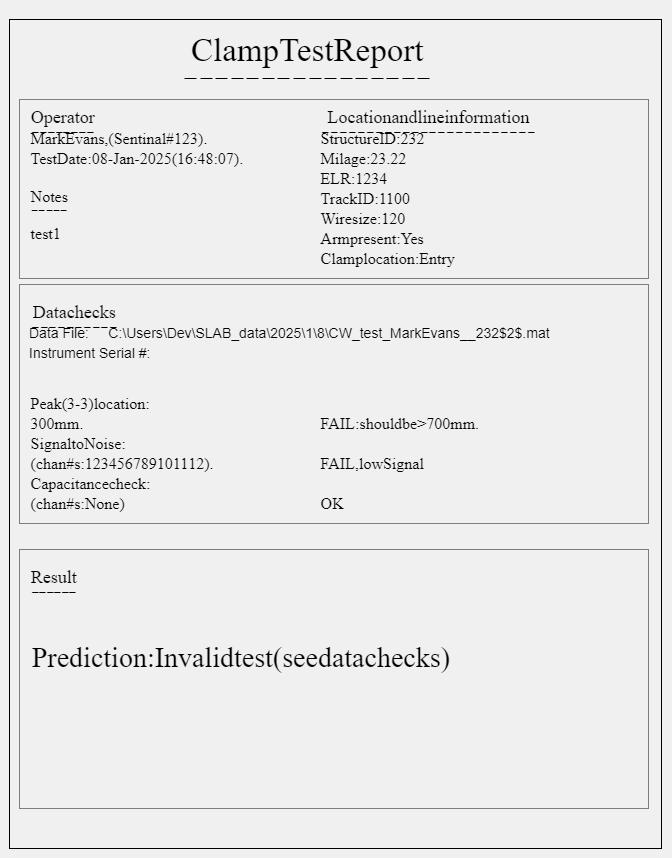 ClampTestReport
Operator
MarkEvans,(Sentinal#123).
TestDate:08-Jan-2025(16:48:07).
Notes
test1
Locationandlineinformation
StructureID:232
Milage:23.22
ELR:1234
TrackID:1100
Wiresize:120
Armpresent:Yes
Clamplocation:Entry
Datachecks
Data File: C:\Users\Dev\SLAB_data\2025\1\8\CW_test_MarkEvans__232$2$.mat
Instrument Serial #:
Peak(3-3)location:
300mm. FAIL:shouldbe>700mm.
SignaltoNoise:
(chan#s:123456789101112). FAIL,lowSignal
Capacitancecheck:
(chan#s:None) OK
Result
Prediction:Invalidtest(seedatachecks)